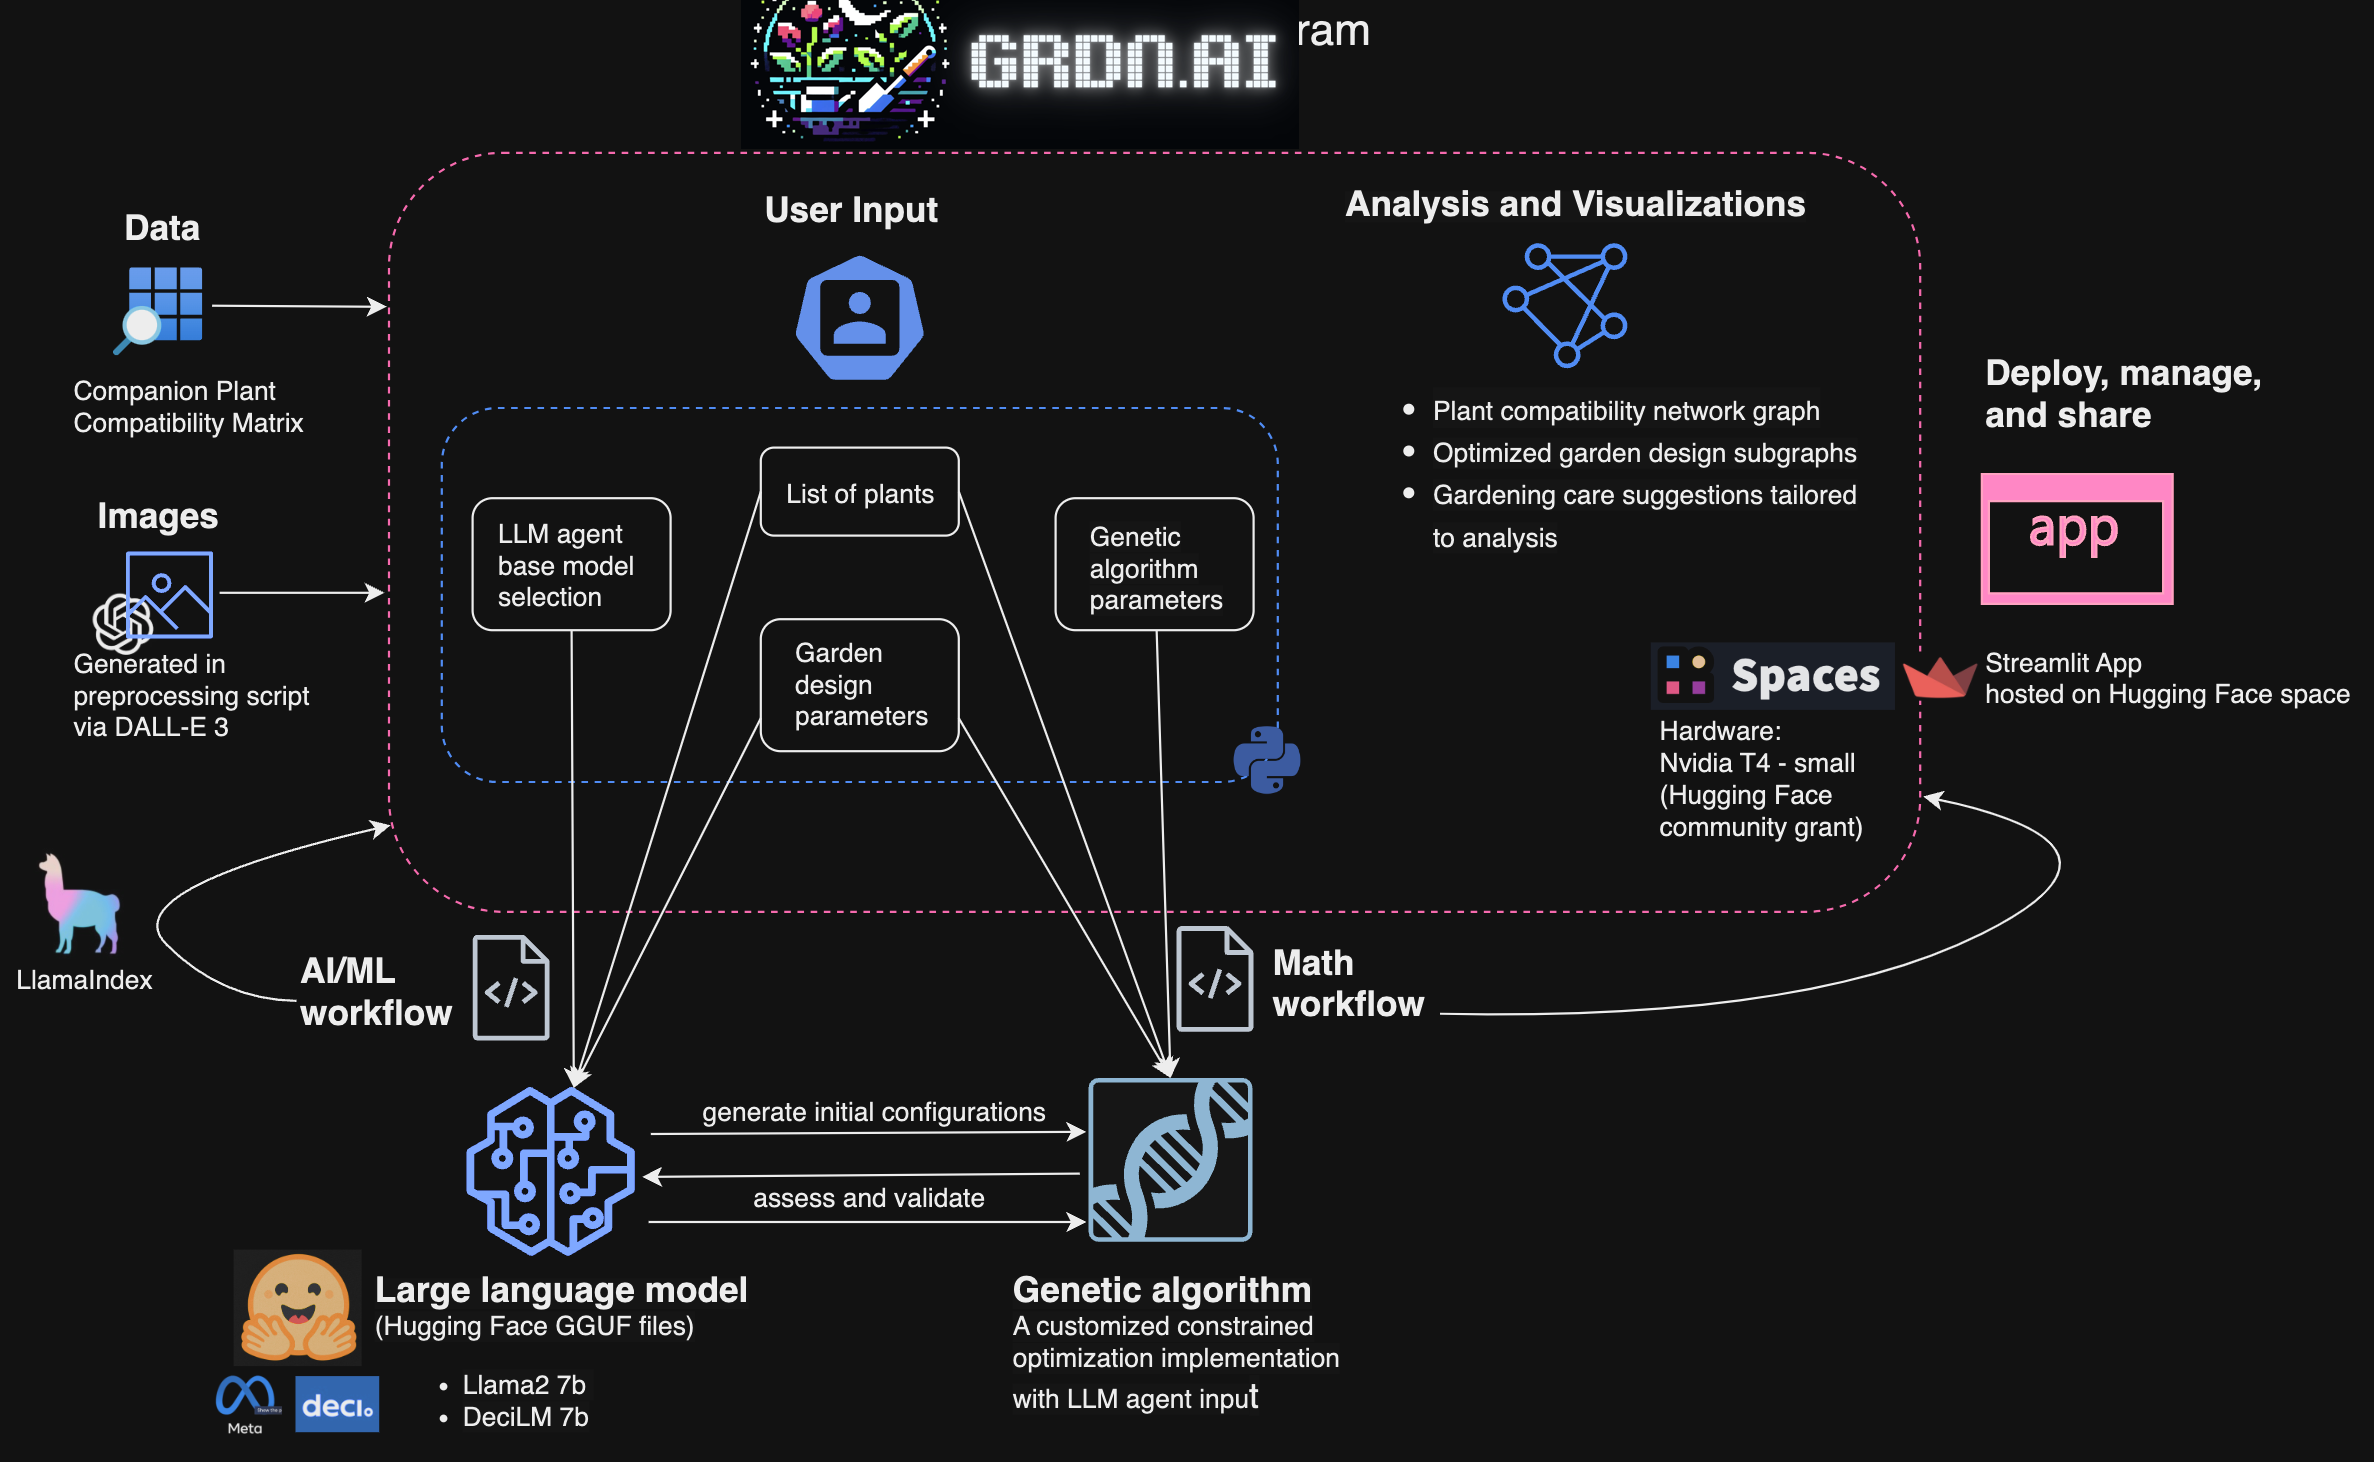 GRDN.AI
ram
Data
Companion Plant
Compatibility Matrix
Images
Generated in
preprocessing script
via DALL-E 3
User Input
LLM agent
base model
selection
List of plants
Garden
design
parameters
Genetic
algorithm
parameters
Analysis and Visualizations
Plant compatibility network graph
Optimized garden design subgraphs
Gardening care suggestions tailored
to analysis
Spaces
Hardware:
Nvidia T4 - small
(Hugging Face
community grant)
Deploy, manage,
and share
app
Streamlit App
hosted on Hugging Face space
LlamaIndex
AI/ML
workflow
</>
</>
Math
workflow
generate initial configurations
assess and validate
Large language model
(Hugging Face GGUF files)
Llama2 7b
DeciLM 7b
Meta
deci.
Genetic algorithm
A customized constrained
optimization implementation
with LLM agent input